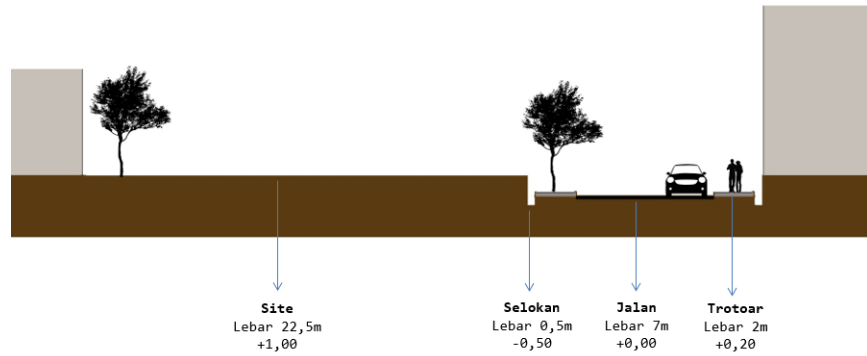 Site
Lebar 22,5m
+1,00
Selokan
Lebar 0,5m
-0,50
Jalan
Lebar 7m
+0,00
Trotoar
Lebar 2m
+0,20